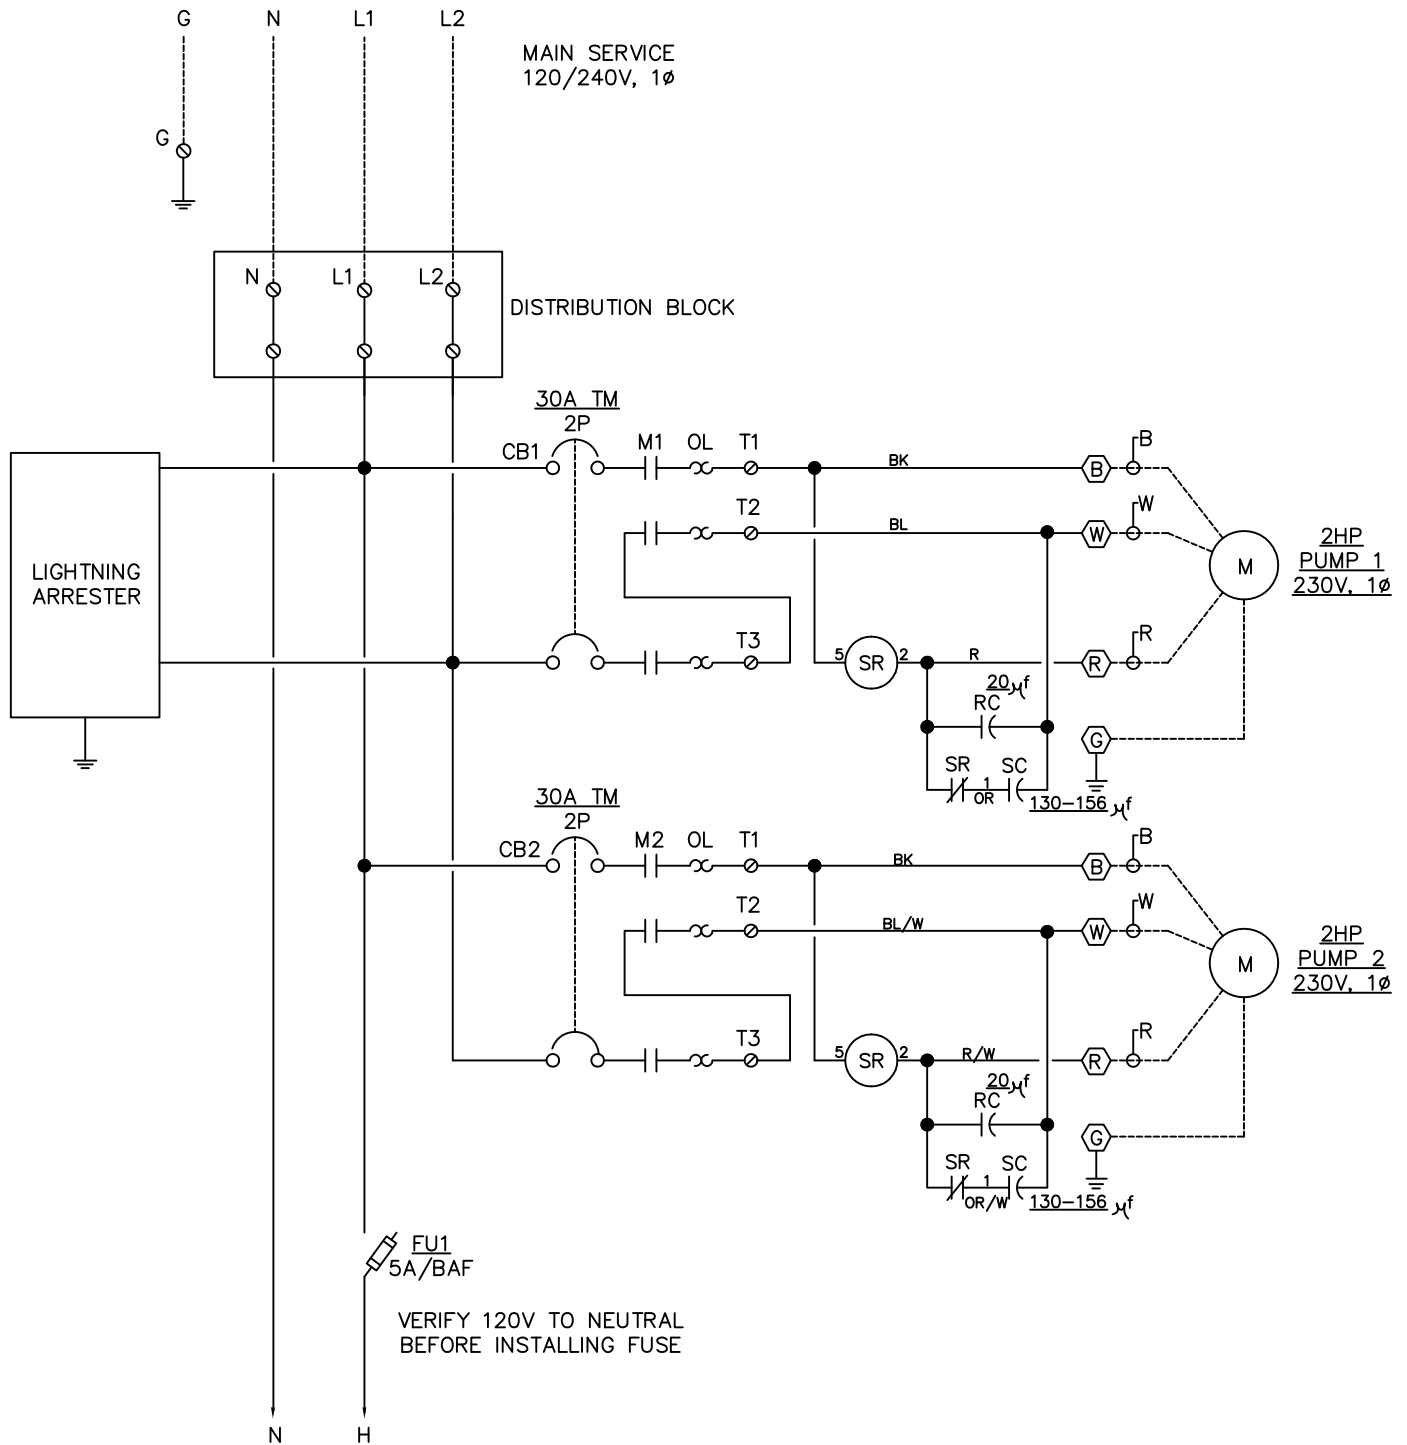 G N L1 L2
MAIN SERVICE
120/240V, 1ø
G
N L1 L2
DISTRIBUTION BLOCK
30A TM
2P
CB1 M1 OL T1
BK
B
B
T2
BL
W
W
M
2HP
PUMP 1
230V, 1ø
LIGHTNING
ARRESTER
T3
5 SR 2
R
R
R
20µf
RC
G
SR 1 SC
OR
130-156µf
30A TM
2P
CB2 M2 OL T1
BK
B
B
T2
BL/W
W
W
M
2HP
PUMP 2
230V, 1ø
T3
5 SR 2
R/W
R
R
20µf
RC
G
SR 1 SC
OR/W
130-156µf
FU1
5A/BAF
VERIFY 120V TO NEUTRAL
BEFORE INSTALLING FUSE
N H